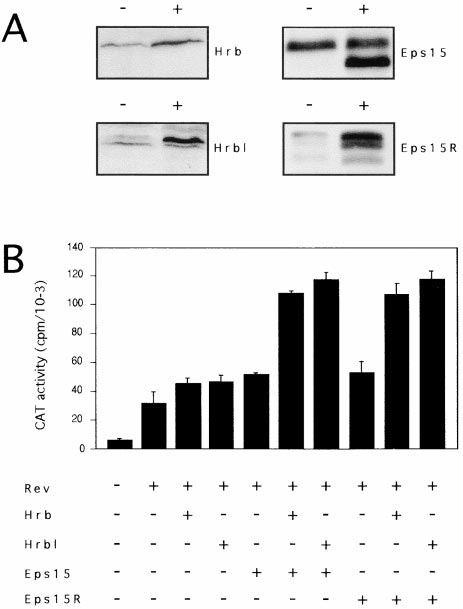 A
- + - +
Hrb Eps15
- + - +
Hrbl Eps15R
B
CAT activity (cpm/10-3)
140
120
100
80
60
40
20
0
Rev - + + + + + + + + +
Hrb - - + - - + - - + -
Hrbl - - - + - - + - - +
Eps15 - - - - + + + - - -
Eps15R - - - - - - - + + +